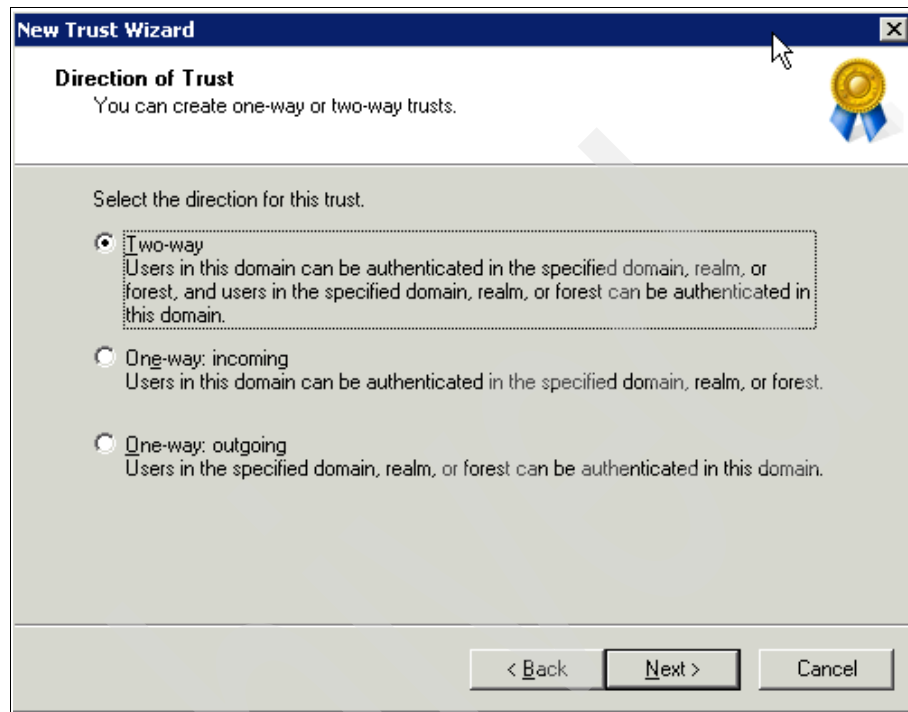 New Trust Wizard
Direction of Trust
You can create one-way or two-way trusts.
Select the direction for this trust.
Two-way
Users in this domain can be authenticated in the specified domain, realm, or
forest, and users in the specified domain, realm, or forest can be authenticated in
this domain.
One-way: incoming
Users in this domain can be authenticated in the specified domain, realm, or forest.
One-way: outgoing
Users in the specified domain, realm, or forest can be authenticated in this domain.
< Back Next > Cancel